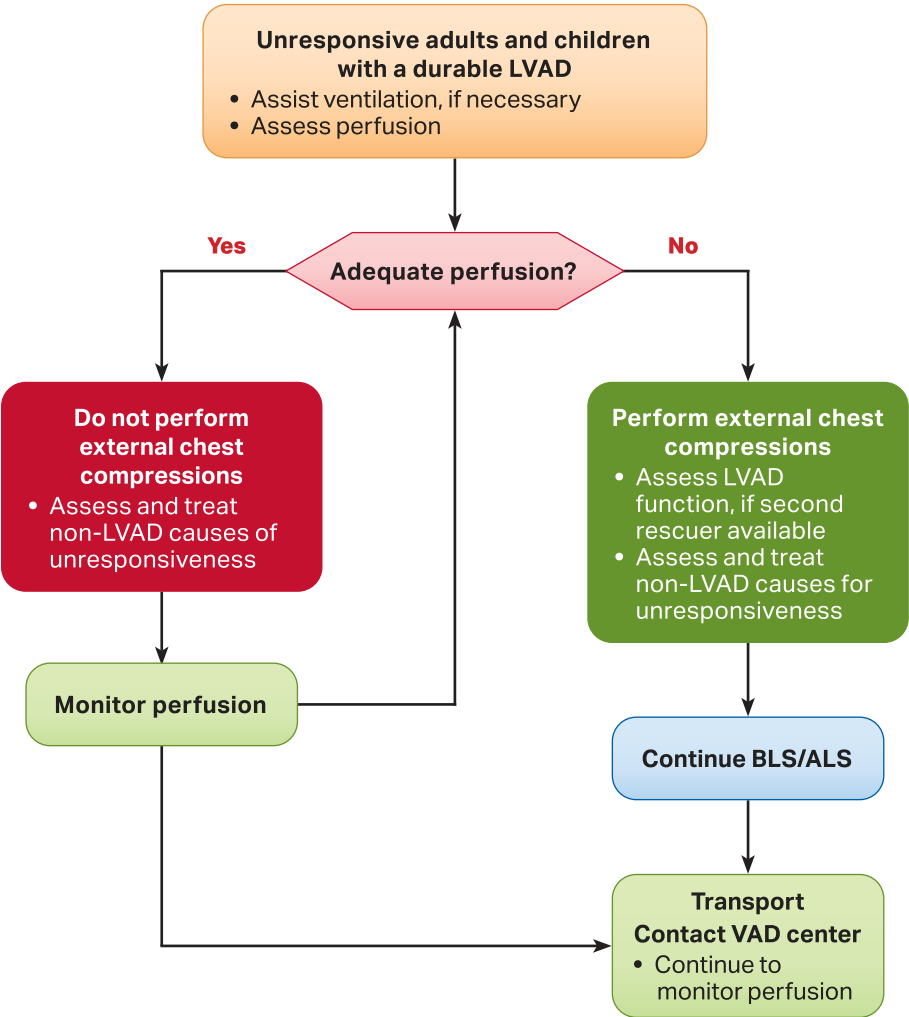 Unresponsive adults and children
with a durable LVAD
• Assist ventilation, if necessary
• Assess perfusion
Yes
No
Adequate perfusion?
Do not perform
external chest
compressions
• Assess and treat
non-LVAD causes of
unresponsiveness
Perform external chest
compressions
• Assess LVAD
function, if second
rescuer available
• Assess and treat
non-LVAD causes for
unresponsiveness
Monitor perfusion
Continue BLS/ALS
Transport
Contact VAD center
• Continue to
monitor perfusion